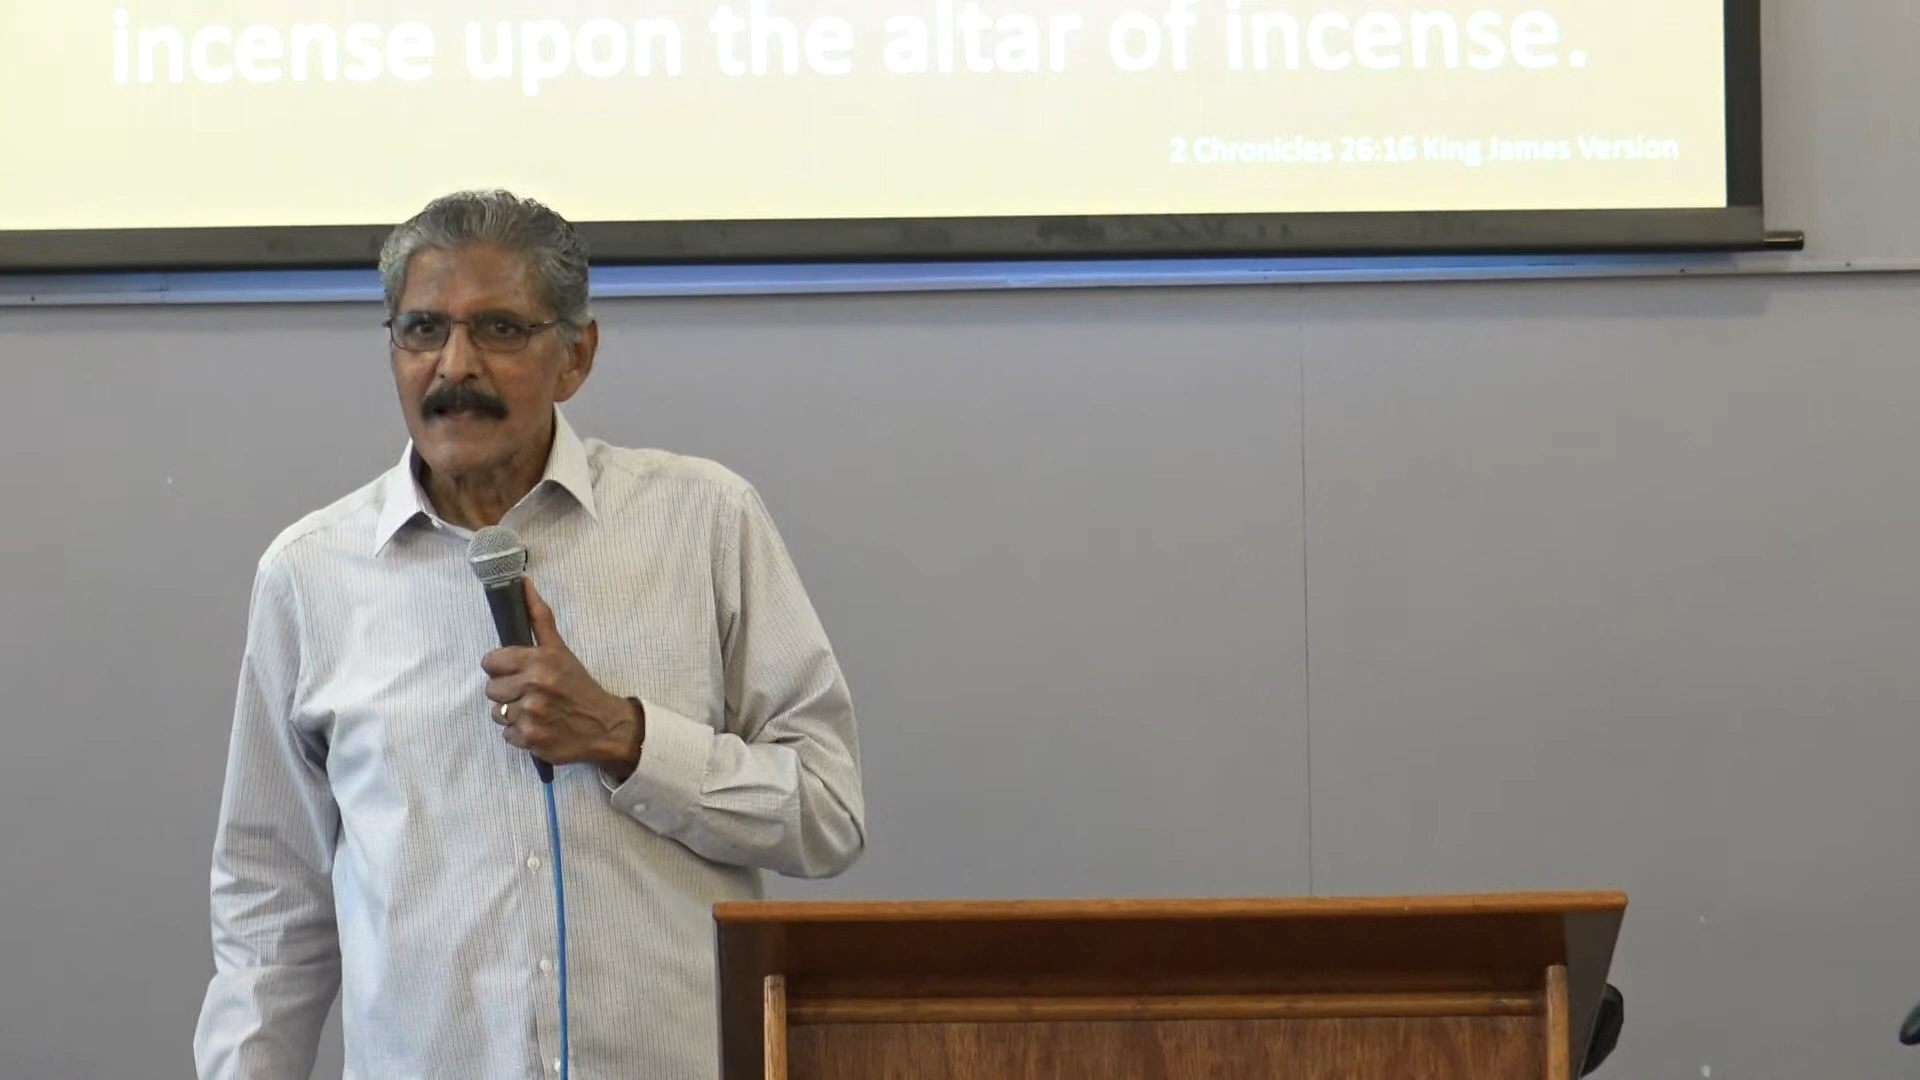 incense upon the altar of incense.
2 Chronicles 26:16 King James Version